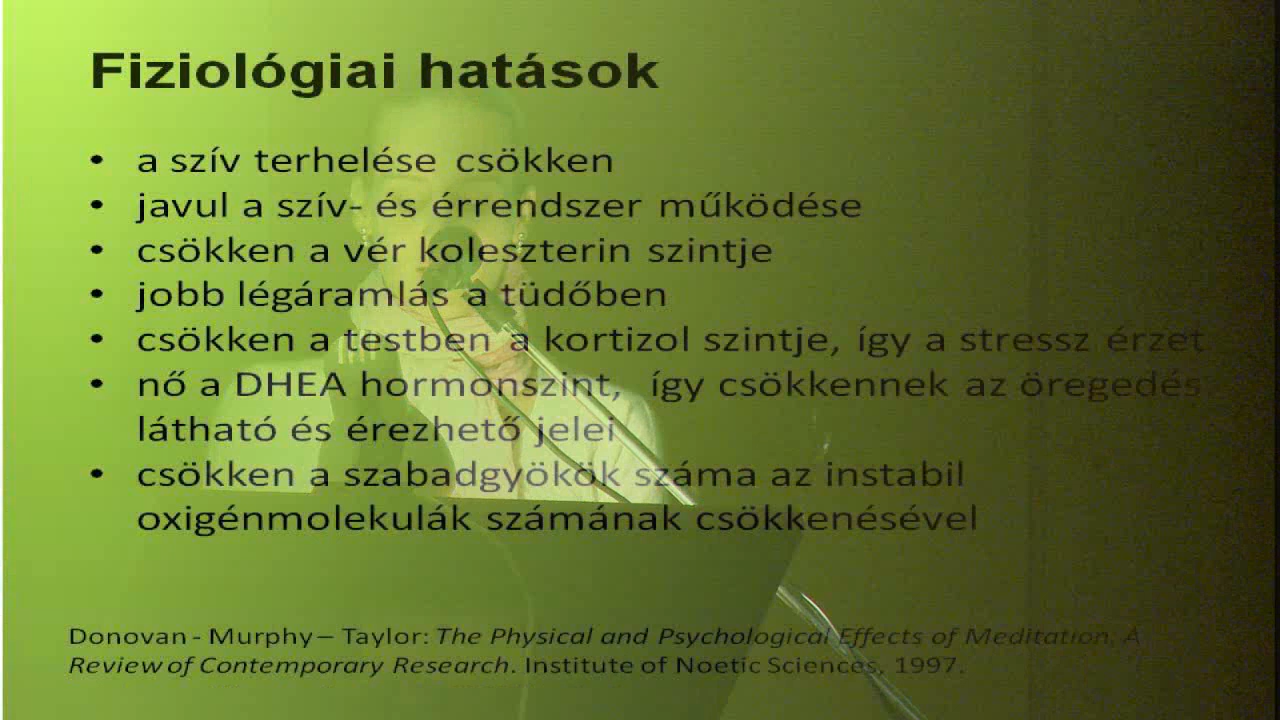 Fiziológiai hatások
• a szív terhelése csökken
• javul a szív- és érrendszer működése
• csökken a vér koleszterin szintje
• jobb légáramlás a tüdőben
• csökken a testben a kortizol szintje, így a stressz érzet
• nő a DHEA hormonszint, így csökkennek az öregedés
látható és érezhető jelei
• csökken a szabadgyökök száma az instabil
oxigénmolekulák számának csökkenésével
Donovan - Murphy – Taylor: The Physical and Psychological Effects of Meditation. A
Review of Contemporary Research. Institute of Noetic Sciences, 1997.